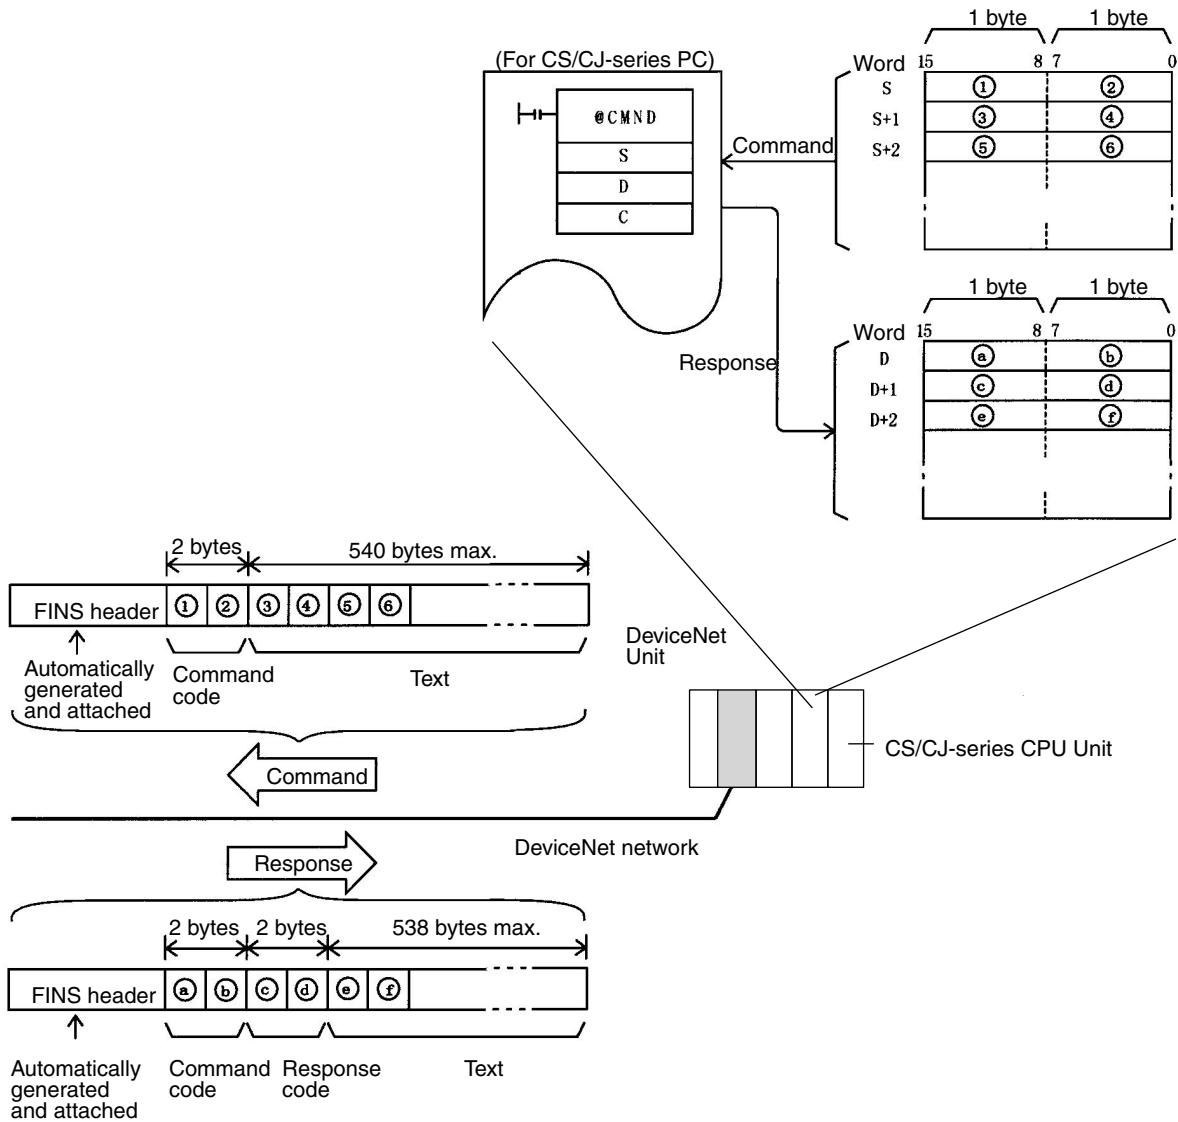 1 byte 1 byte
(For CS/CJ-series PC)
Word 15 8 7 0
S ① ②
@CMND
S+1 ③ ④
Command
S+2 ⑤ ⑥
S
D
C
1 byte 1 byte
Word 15 8 7 0
Response
D ⓐ ⓑ
D+1 ⓒ ⓓ
D+2 ⓔ ⓕ
2 bytes 540 bytes max.
FINS header ① ② ③ ④ ⑤ ⑥
Automatically
generated
and attached
Command
code
Text
DeviceNet
Unit
CS/CJ-series CPU Unit
Command
DeviceNet network
Response
2 bytes 2 bytes 538 bytes max.
FINS header ⓐ ⓑ ⓒ ⓓ ⓔ ⓕ
Automatically
generated
and attached
Command
code
Response
code
Text